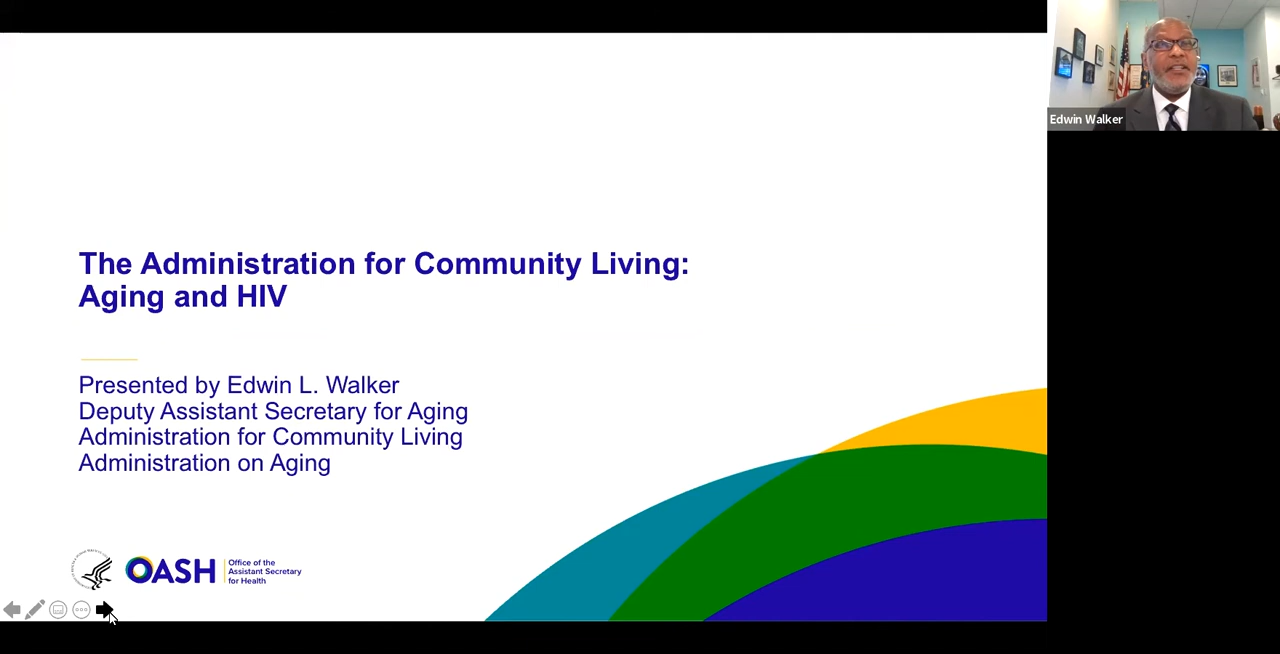 The Administration for Community Living:
Aging and HIV
Presented by Edwin L. Walker
Deputy Assistant Secretary for Aging
Administration for Community Living
Administration on Aging
OASH
Office of the
Assistant Secretary
for Health
Edwin Walker